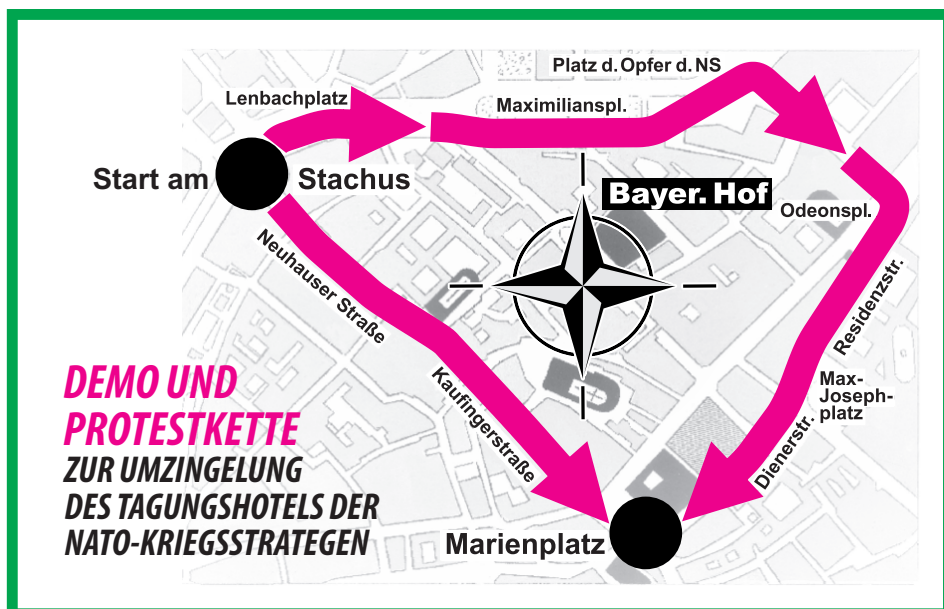 Platz d. Opfer d. NS
Lenbachplatz
Maximilianspl.
Start am Stachus
Bayer. Hof
Odeonspl.
Neuhauser Straße
Residenzstr.
DEMO UND
PROTESTKETTE
ZUR UMZINGELUNG
DES TAGUNGSHOTELS DER
NATO-KRIEGSSTRATEGEN
Kaufingerstraße
Max-
Joseph-
platz
Dienerstr.
Marienplatz